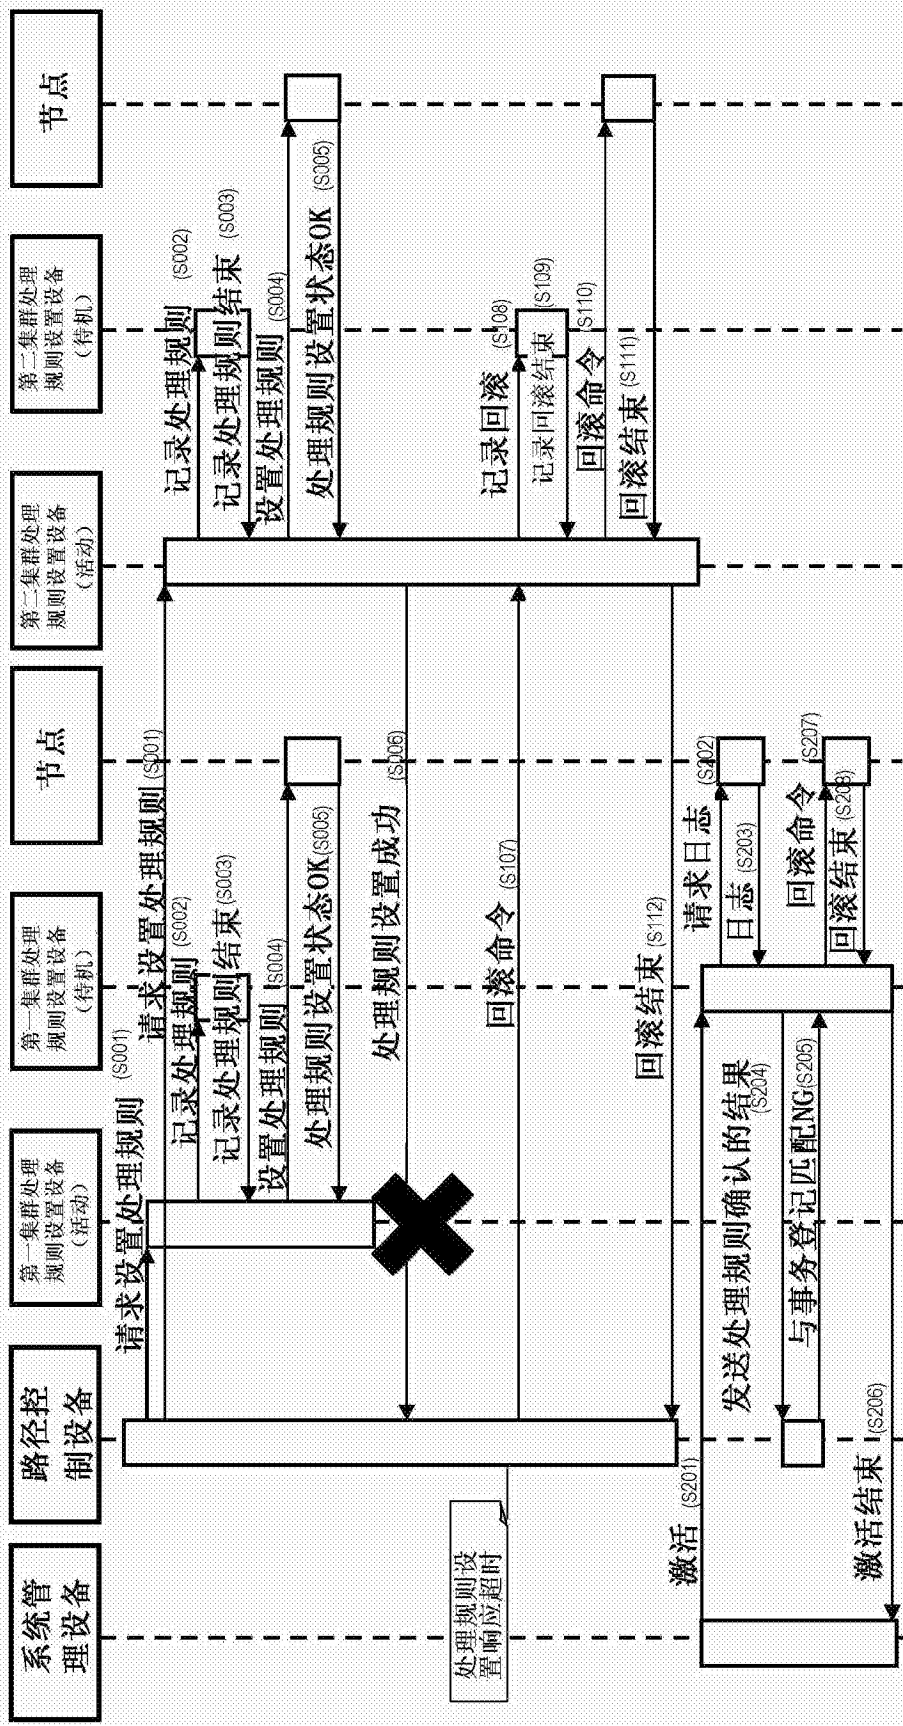 系统管
理设备
路径控
制设备
第一集群处理
规则设置设备
（活动）
第一集群处理
规则设置设备
（待机）
节点
第二集群处理
规则设置设备
（活动）
第二集群处理
规则设置设备
（待机）
节点
请求设置处理规则 (S001)
请求设置处理规则 (S001)
记录处理规则 (S002)
记录处理规则结束 (S003)
设置处理规则 (S004)
处理规则设置状态OK (S005)
记录处理规则 (S002)
记录处理规则结束 (S003)
设置处理规则 (S004)
处理规则设置状态OK (S005)
处理规则设置成功 (S006)
处理规则设
置响应超时
回滚命令 (S107)
记录回滚 (S108)
记录回滚结束 (S109)
回滚命令 (S110)
回滚结束 (S111)
回滚结束 (S112)
激活 (S201)
请求日志 (S202)
日志 (S203)
发送处理规则确认的结果 (S204)
与事务登记匹配NG (S205)
回滚命令 (S207)
回滚结束 (S208)
激活结束 (S206)